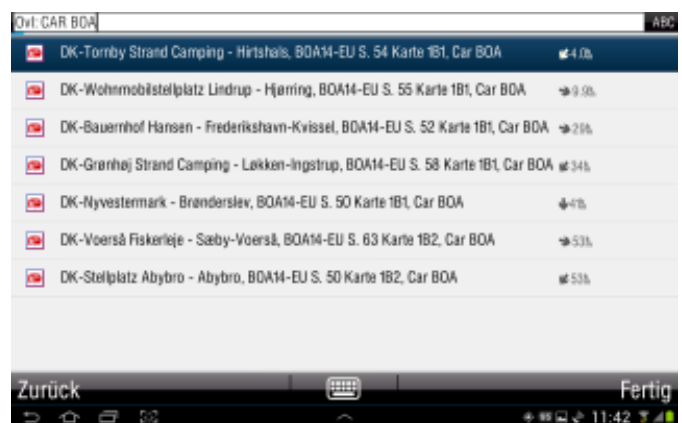 Ovt: CAR BOA ABC
DK-Tornby Strand Camping - Hirtshals, BOA14-EU S. 54 Karte 1B1, Car BOA
DK-Wohnmobilstellplatz Lindrup - Hjørring, BOA14-EU S. 55 Karte 1B1, Car BOA
DK-Bauernhof Hansen - Frederikshavn-Kvissel, BOA14-EU S. 52 Karte 1B1, Car BOA
DK-Grønhøj Strand Camping - Løkken-Ingstrup, BOA14-EU S. 58 Karte 1B1, Car BOA
DK-Nyvestermark - Brønderslev, BOA14-EU S. 50 Karte 1B1, Car BOA
DK-Voerså Fiskerleje - Sæby-Voerså, BOA14-EU S. 63 Karte 1B2, Car BOA
DK-Stellplatz Abybro - Abybro, BOA14-EU S. 50 Karte 1B2, Car BOA
Zurück Fertig
11:42